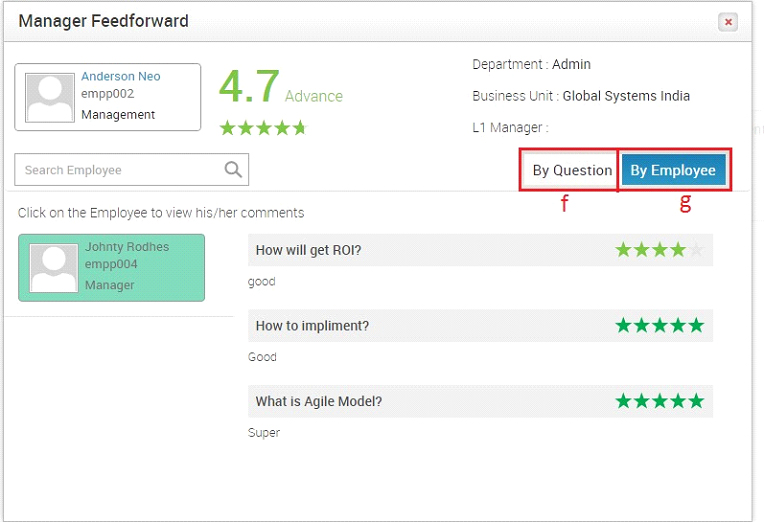 Manager Feedforward
Anderson Neo
empp002
Management
4.7 Advance
Department : Admin
Business Unit : Global Systems India
L1 Manager :
Search Employee
By Question
By Employee
f
g
Click on the Employee to view his/her comments
Johnty Rodhes
empp004
Manager
How will get ROI?
good
How to impliment?
Good
What is Agile Model?
Super